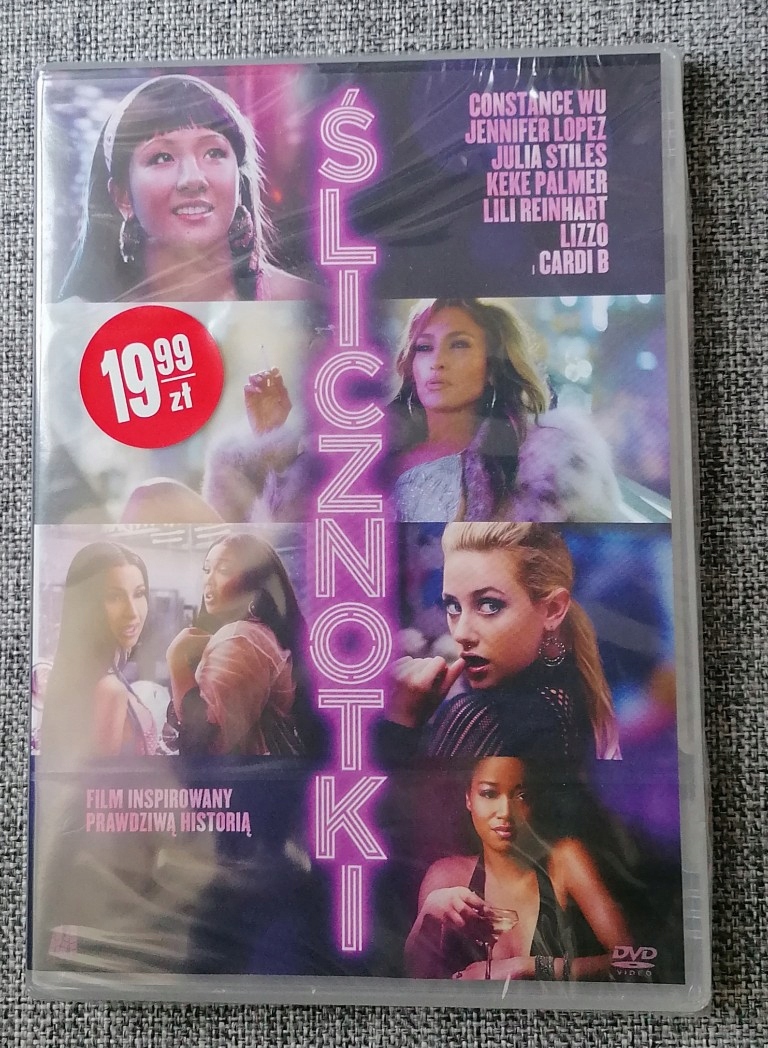 ŚLICZNOTKI
CONSTANCE WU
JENNIFER LOPEZ
JULIA STILES
KEKE PALMER
LILI REINHART
LIZZO
I CARDI B
19 99
zł
FILM INSPIROWANY
PRAWDZIWĄ HISTORIĄ
DVD
VIDEO